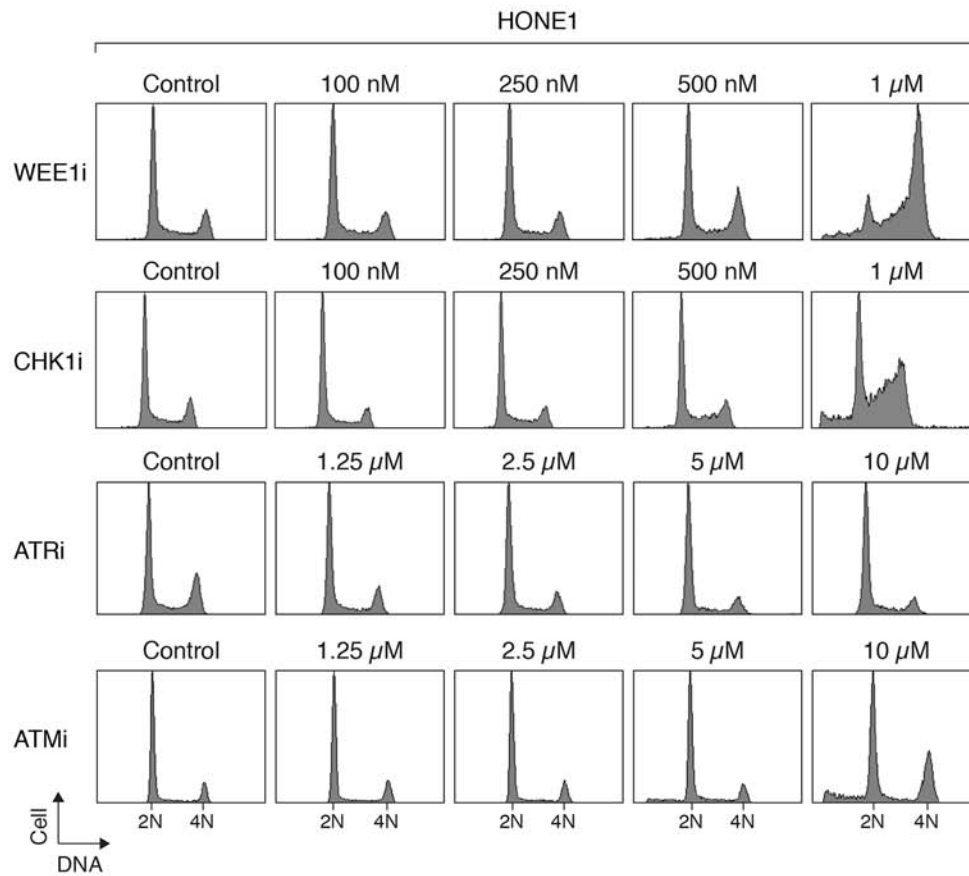 HONE1
Control 100 nM 250 nM 500 nM 1 µM
WEE1i
Control 100 nM 250 nM 500 nM 1 µM
CHK1i
Control 1.25 µM 2.5 µM 5 µM 10 µM
ATRi
Control 1.25 µM 2.5 µM 5 µM 10 µM
ATMi
2N 4N 2N 4N 2N 4N 2N 4N 2N 4N
Cell
DNA